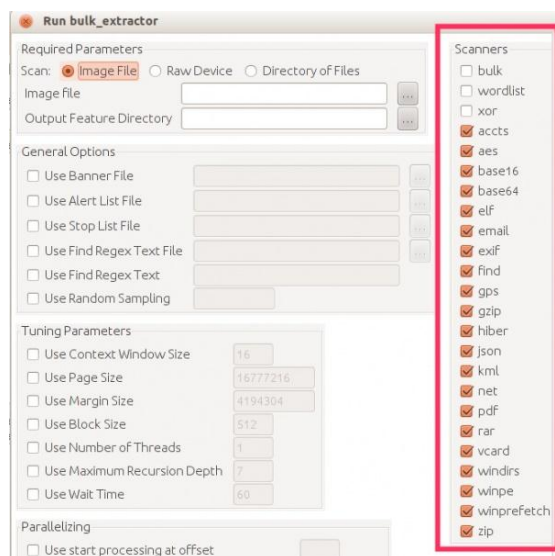 Run bulk_extractor
Required Parameters
Scan: Image File Raw Device Directory of Files
Image file ...
Output Feature Directory ...
General Options
Use Banner File ...
Use Alert List File ...
Use Stop List File ...
Use Find Regex Text File ...
Use Find Regex Text
Use Random Sampling
Tuning Parameters
Use Context Window Size 16
Use Page Size 16777216
Use Margin Size 4194304
Use Block Size 512
Use Number of Threads 1
Use Maximum Recursion Depth 7
Use Wait Time 60
Parallelizing
Use start processing at offset
Scanners
bulk
wordlist
xor
accts
aes
base16
base64
elf
email
exif
find
gps
gzip
hiber
json
kml
net
pdf
rar
vcard
windirs
winpe
winprefetch
zip